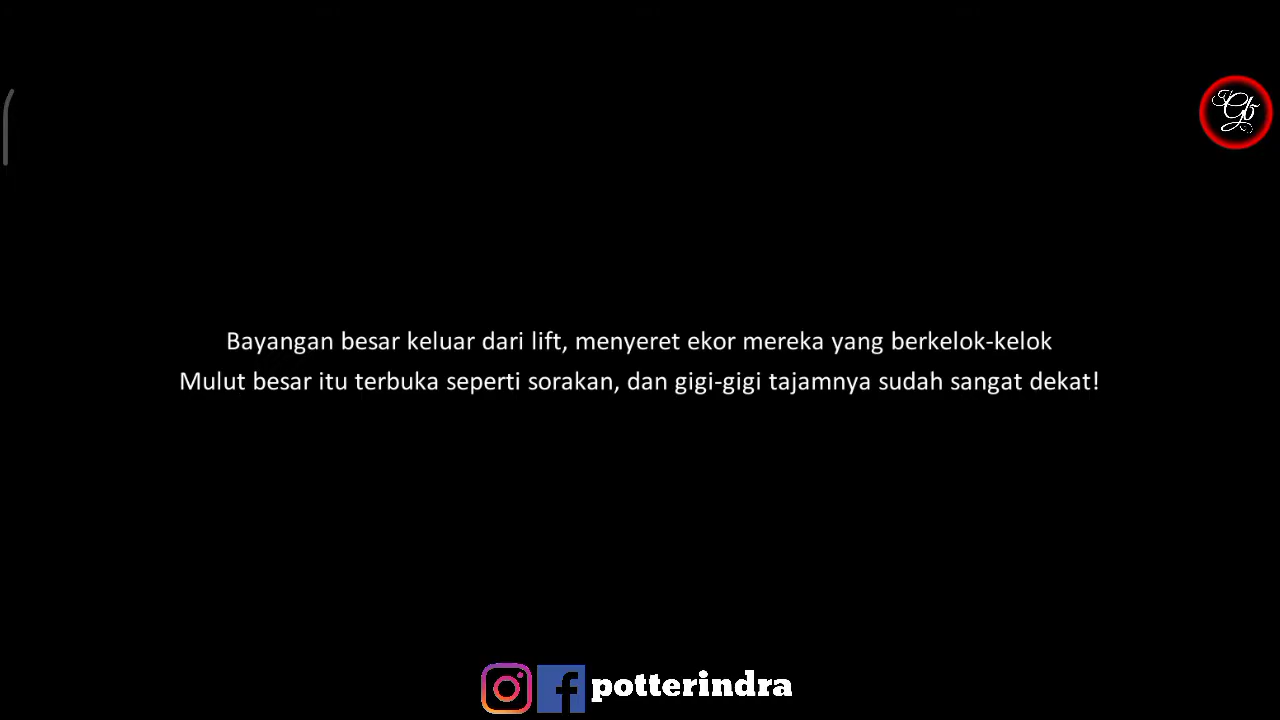 Bayangan besar keluar dari lift, menyeret ekor mereka yang berkelok-kelok
Mulut besar itu terbuka seperti sorakan, dan gigi-gigi tajamnya sudah sangat dekat!
potterindra